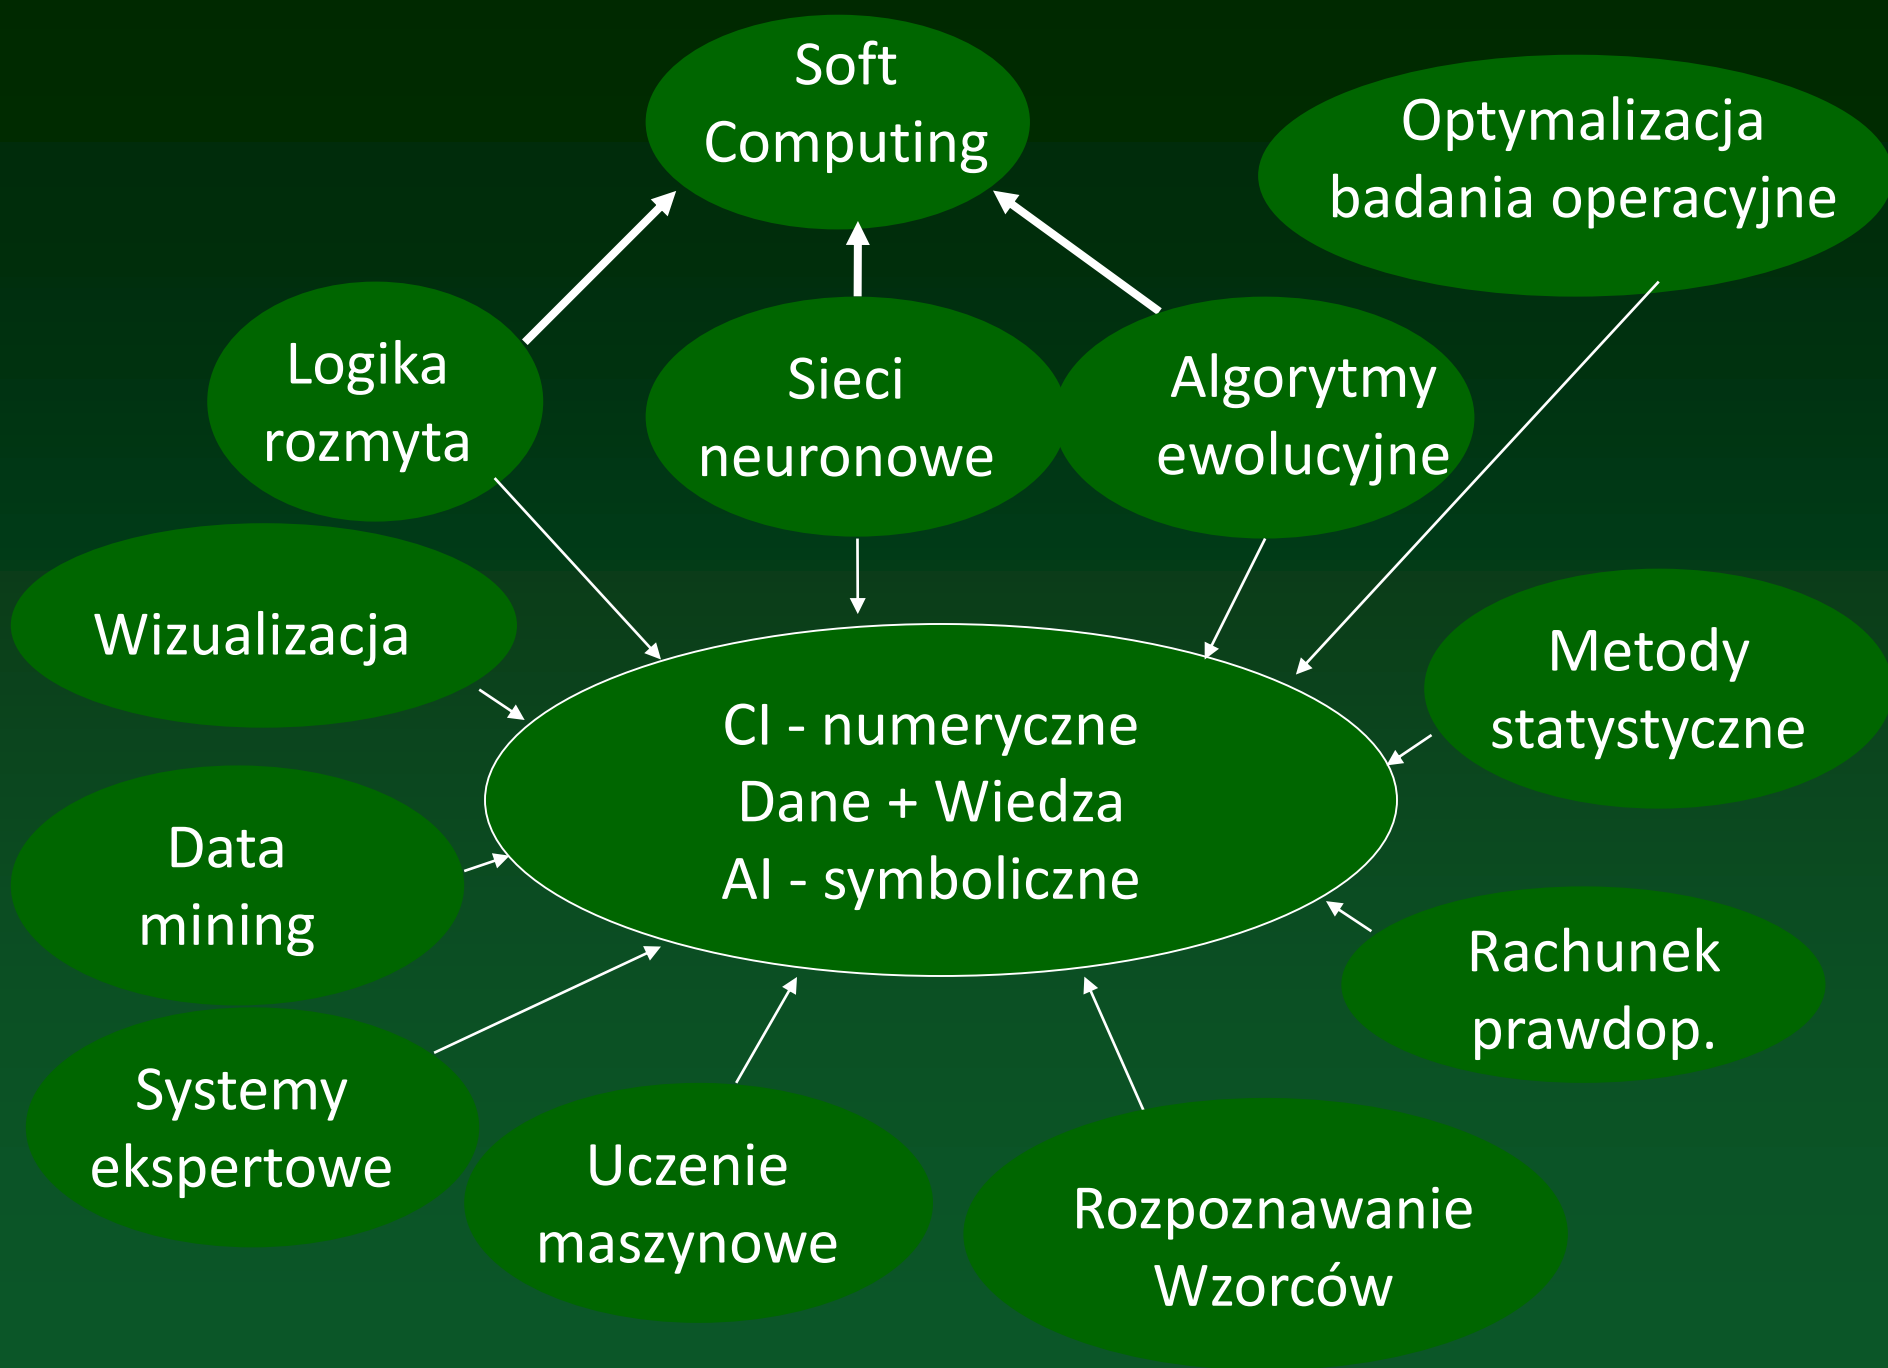 Soft
Computing
Optymalizacja
badania operacyjne
Logika
rozmyta
Sieci
neuronowe
Algorytmy
ewolucyjne
Wizualizacja
Metody
statystyczne
CI - numeryczne
Dane + Wiedza
AI - symboliczne
Data
mining
Rachunek
prawdop.
Systemy
ekspertowe
Uczenie
maszynowe
Rozpoznawanie
Wzorców